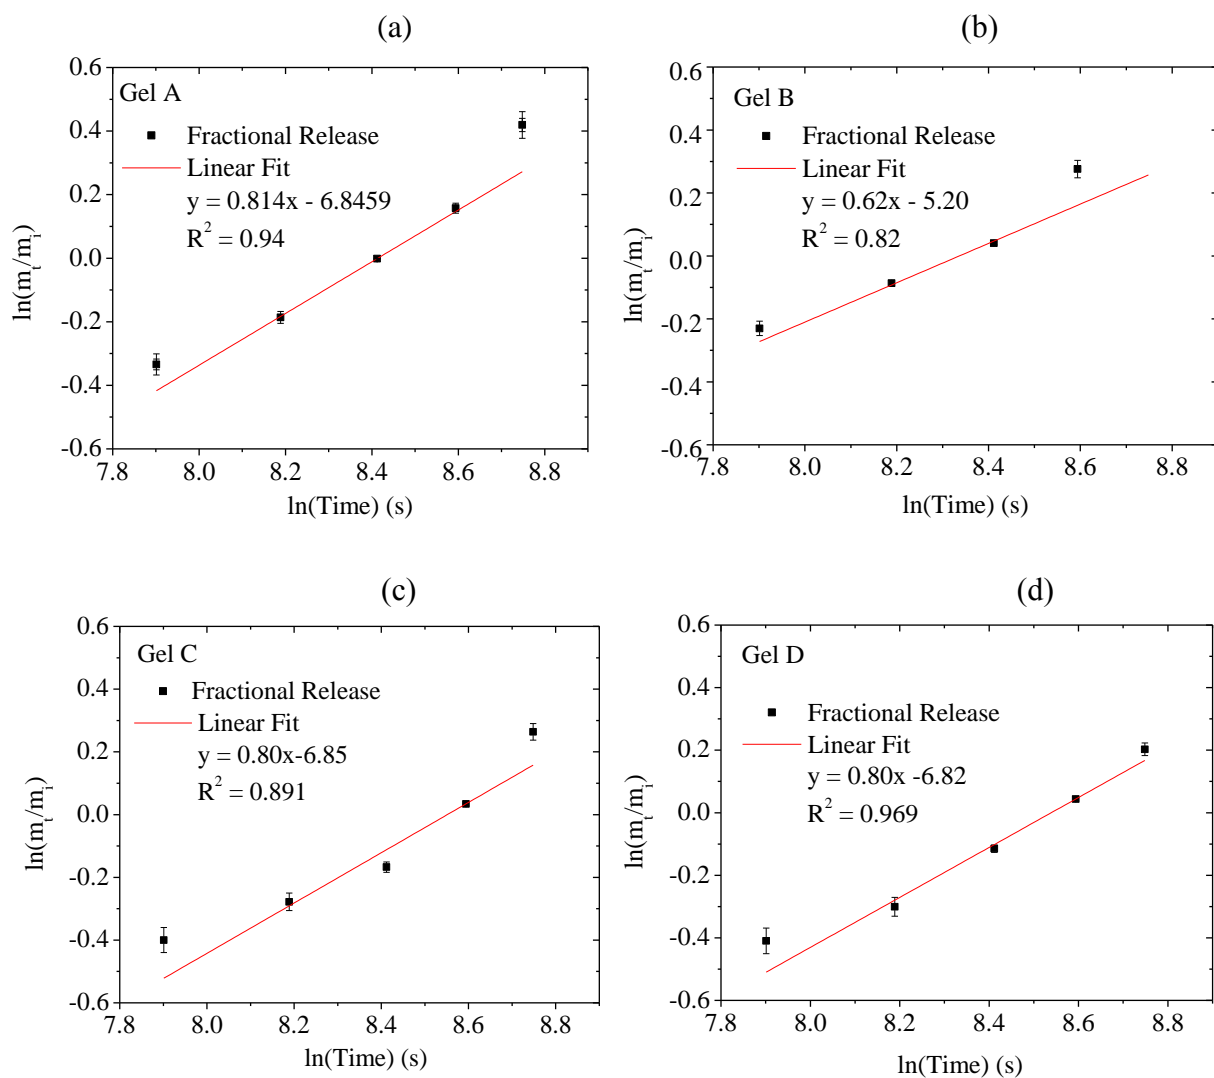 (a)
Gel A
Fractional Release
Linear Fit
y = 0.814x - 6.8459
R² = 0.94
0.6
0.4
0.2
0.0
-0.2
-0.4
-0.6
ln(mₜ/mᵢ)
7.8 8.0 8.2 8.4 8.6 8.8
ln(Time) (s)
(b)
Gel B
Fractional Release
Linear Fit
y = 0.62x - 5.20
R² = 0.82
0.6
0.4
0.2
0.0
-0.2
-0.4
-0.6
ln(mₜ/mᵢ)
7.8 8.0 8.2 8.4 8.6 8.8
ln(Time) (s)
(c)
Gel C
Fractional Release
Linear Fit
y = 0.80x-6.85
R² = 0.891
0.6
0.4
0.2
0.0
-0.2
-0.4
-0.6
ln(mₜ/mᵢ)
7.8 8.0 8.2 8.4 8.6 8.8
ln(Time) (s)
(d)
Gel D
Fractional Release
Linear Fit
y = 0.80x -6.82
R² = 0.969
0.6
0.4
0.2
0.0
-0.2
-0.4
-0.6
ln(mₜ/mᵢ)
7.8 8.0 8.2 8.4 8.6 8.8
ln(Time) (s)